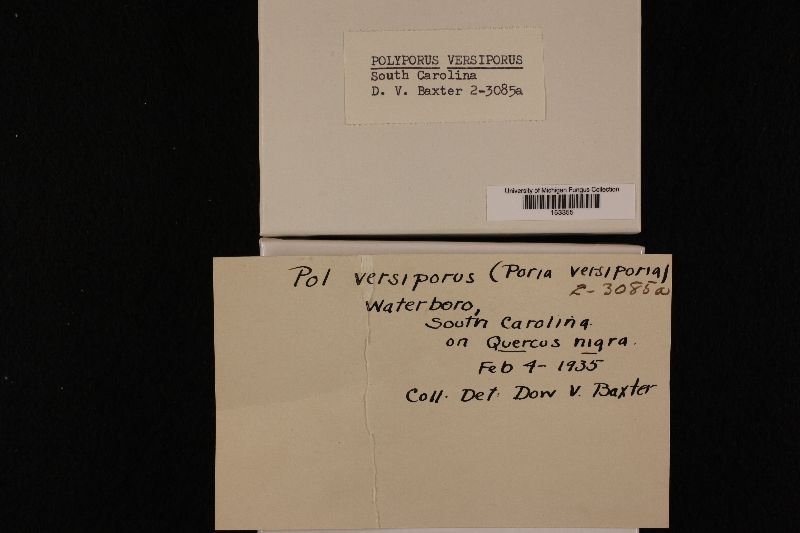 POLYPORUS VERSIPORUS
South Carolina
D. V. Baxter 2-3085a
University of Michigan Fungus Collection
153355
Pol versiporus (Poria versiporia)
2-3085a
Waterboro,
South Carolina.
on Quercus nigra.
Feb 4- 1935
Coll. Det. Dow V. Baxter